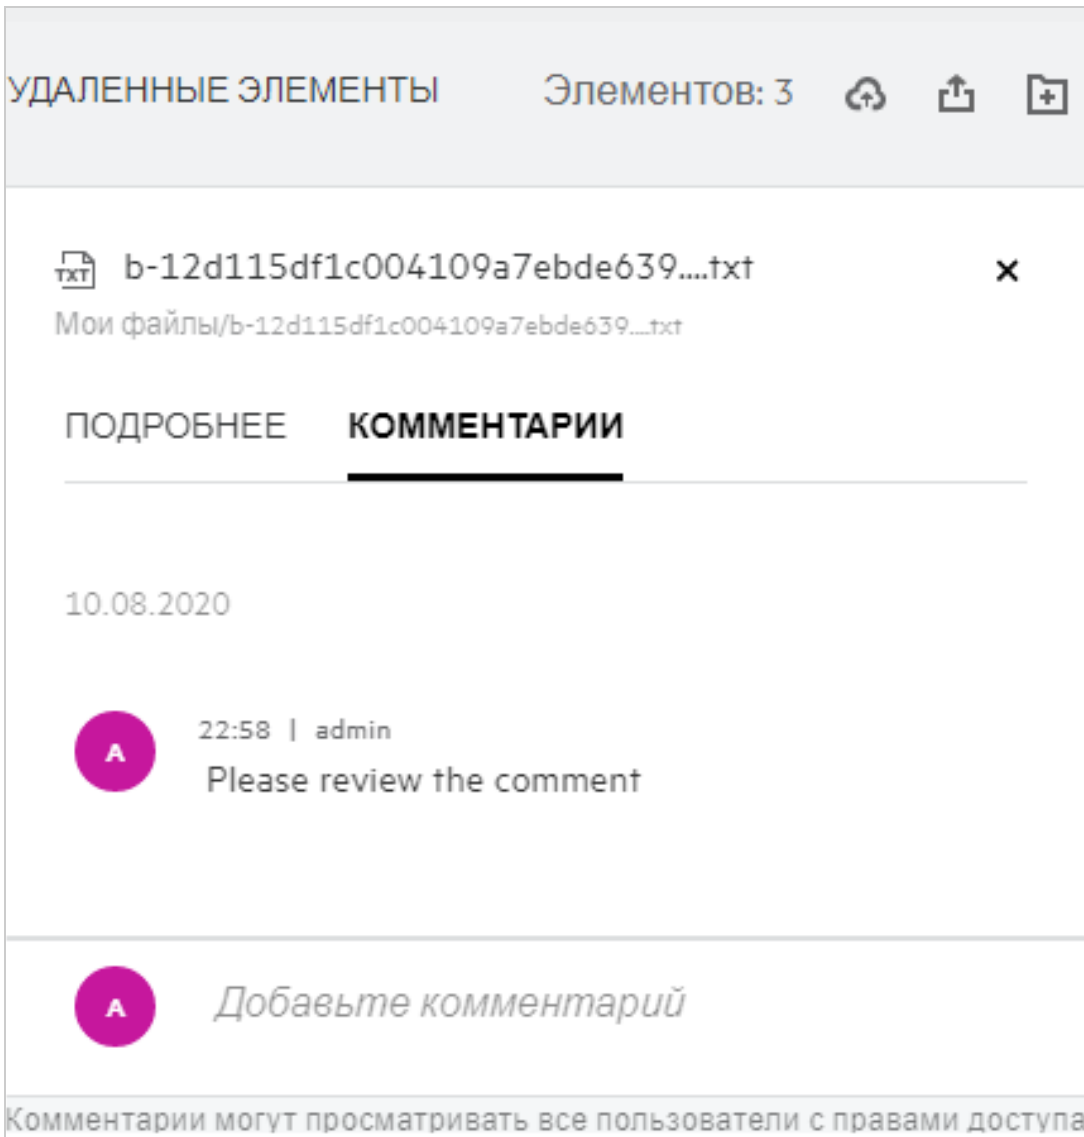 УДАЛЕННЫЕ ЭЛЕМЕНТЫ Элементов: 3
TXT b-12d115df1c004109a7ebde639....txt
Мои файлы/b-12d115df1c004109a7ebde639....txt
ПОДРОБНЕЕ КОММЕНТАРИИ
10.08.2020
22:58 | admin
A Please review the comment
A Добавьте комментарий
Комментарии могут просматривать все пользователи с правами доступа